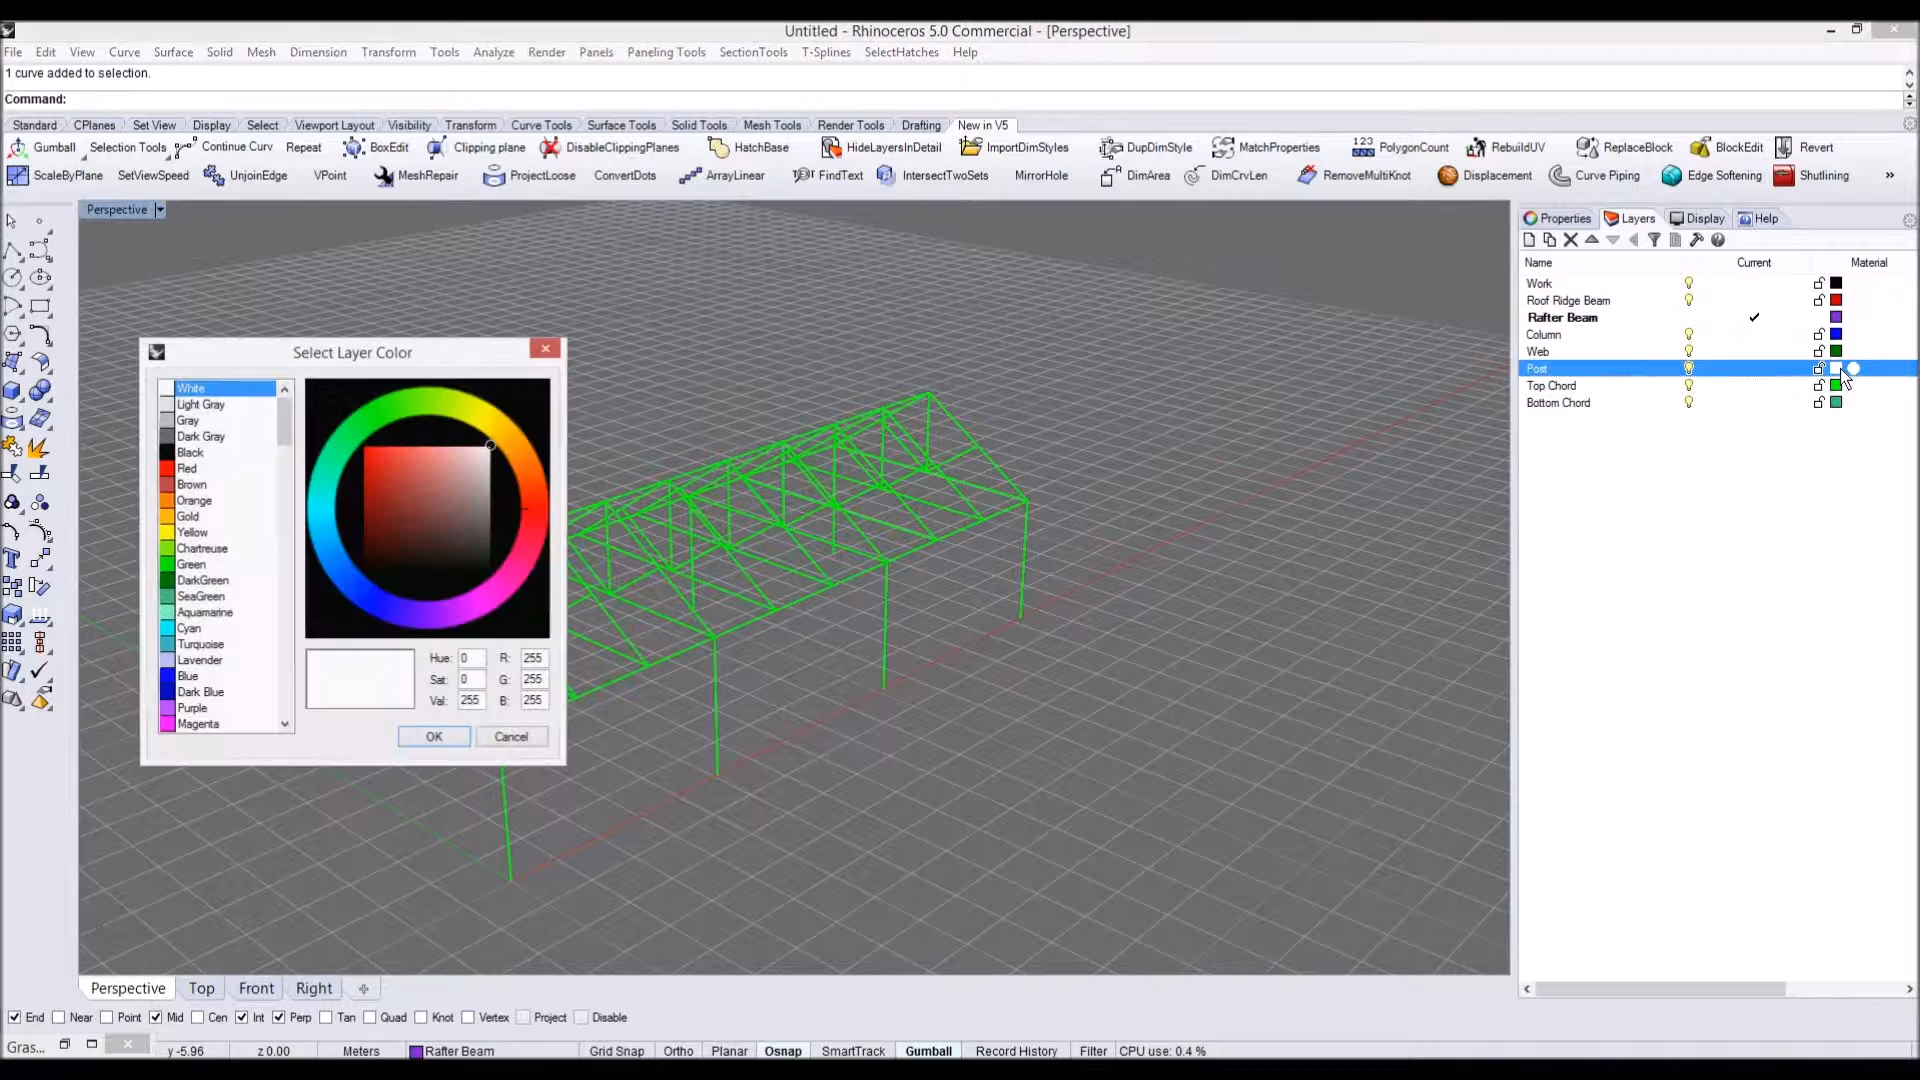 Untitled - Rhinoceros 5.0 Commercial - [Perspective]
File Edit View Curve Surface Solid Mesh Dimension Transform Tools Analyze Render Panels Paneling Tools SectionTools T-Splines SelectHatches Help
1 curve added to selection.
Command:
Standard CPlanes Set View Display Select Viewport Layout Visibility Transform Curve Tools Surface Tools Solid Tools Mesh Tools Render Tools Drafting New in V5
Gumball Selection Tools Continue Curv Repeat BoxEdit Clipping plane DisableClippingPlanes HatchBase HideLayersInDetail ImportDimStyles DupDimStyle MatchProperties 123 PolygonCount RebuildUV ReplaceBlock BlockEdit Revert
ScaleByPlane SetViewSpeed UnjoinEdge VPoint MeshRepair ProjectLoose ConvertDots ArrayLinear FindText IntersectTwoSets MirrorHole DimArea DimCrvLen RemoveMultiKnot Displacement Curve Piping Edge Softening Shutlining »
Perspective
Properties Layers Display Help
Name Current Material
Work
Roof Ridge Beam
Rafter Beam
Column
Web
Post
Top Chord
Bottom Chord
Select Layer Color
White
Light Gray
Gray
Dark Gray
Black
Red
Brown
Orange
Gold
Yellow
Chartreuse
Green
DarkGreen
SeaGreen
Aquamarine
Cyan
Turquoise
Lavender
Blue
Dark Blue
Purple
Magenta
Hue: 0 R: 255
Sat: 0 G: 255
Val: 255 B: 255
OK Cancel
Perspective Top Front Right
End Near Point Mid Cen Int Perp Tan Quad Knot Vertex Project Disable
Gras... y -5.96 z 0.00 Meters Rafter Beam Grid Snap Ortho Planar Osnap SmartTrack Gumball Record History Filter CPU use: 0.4 %